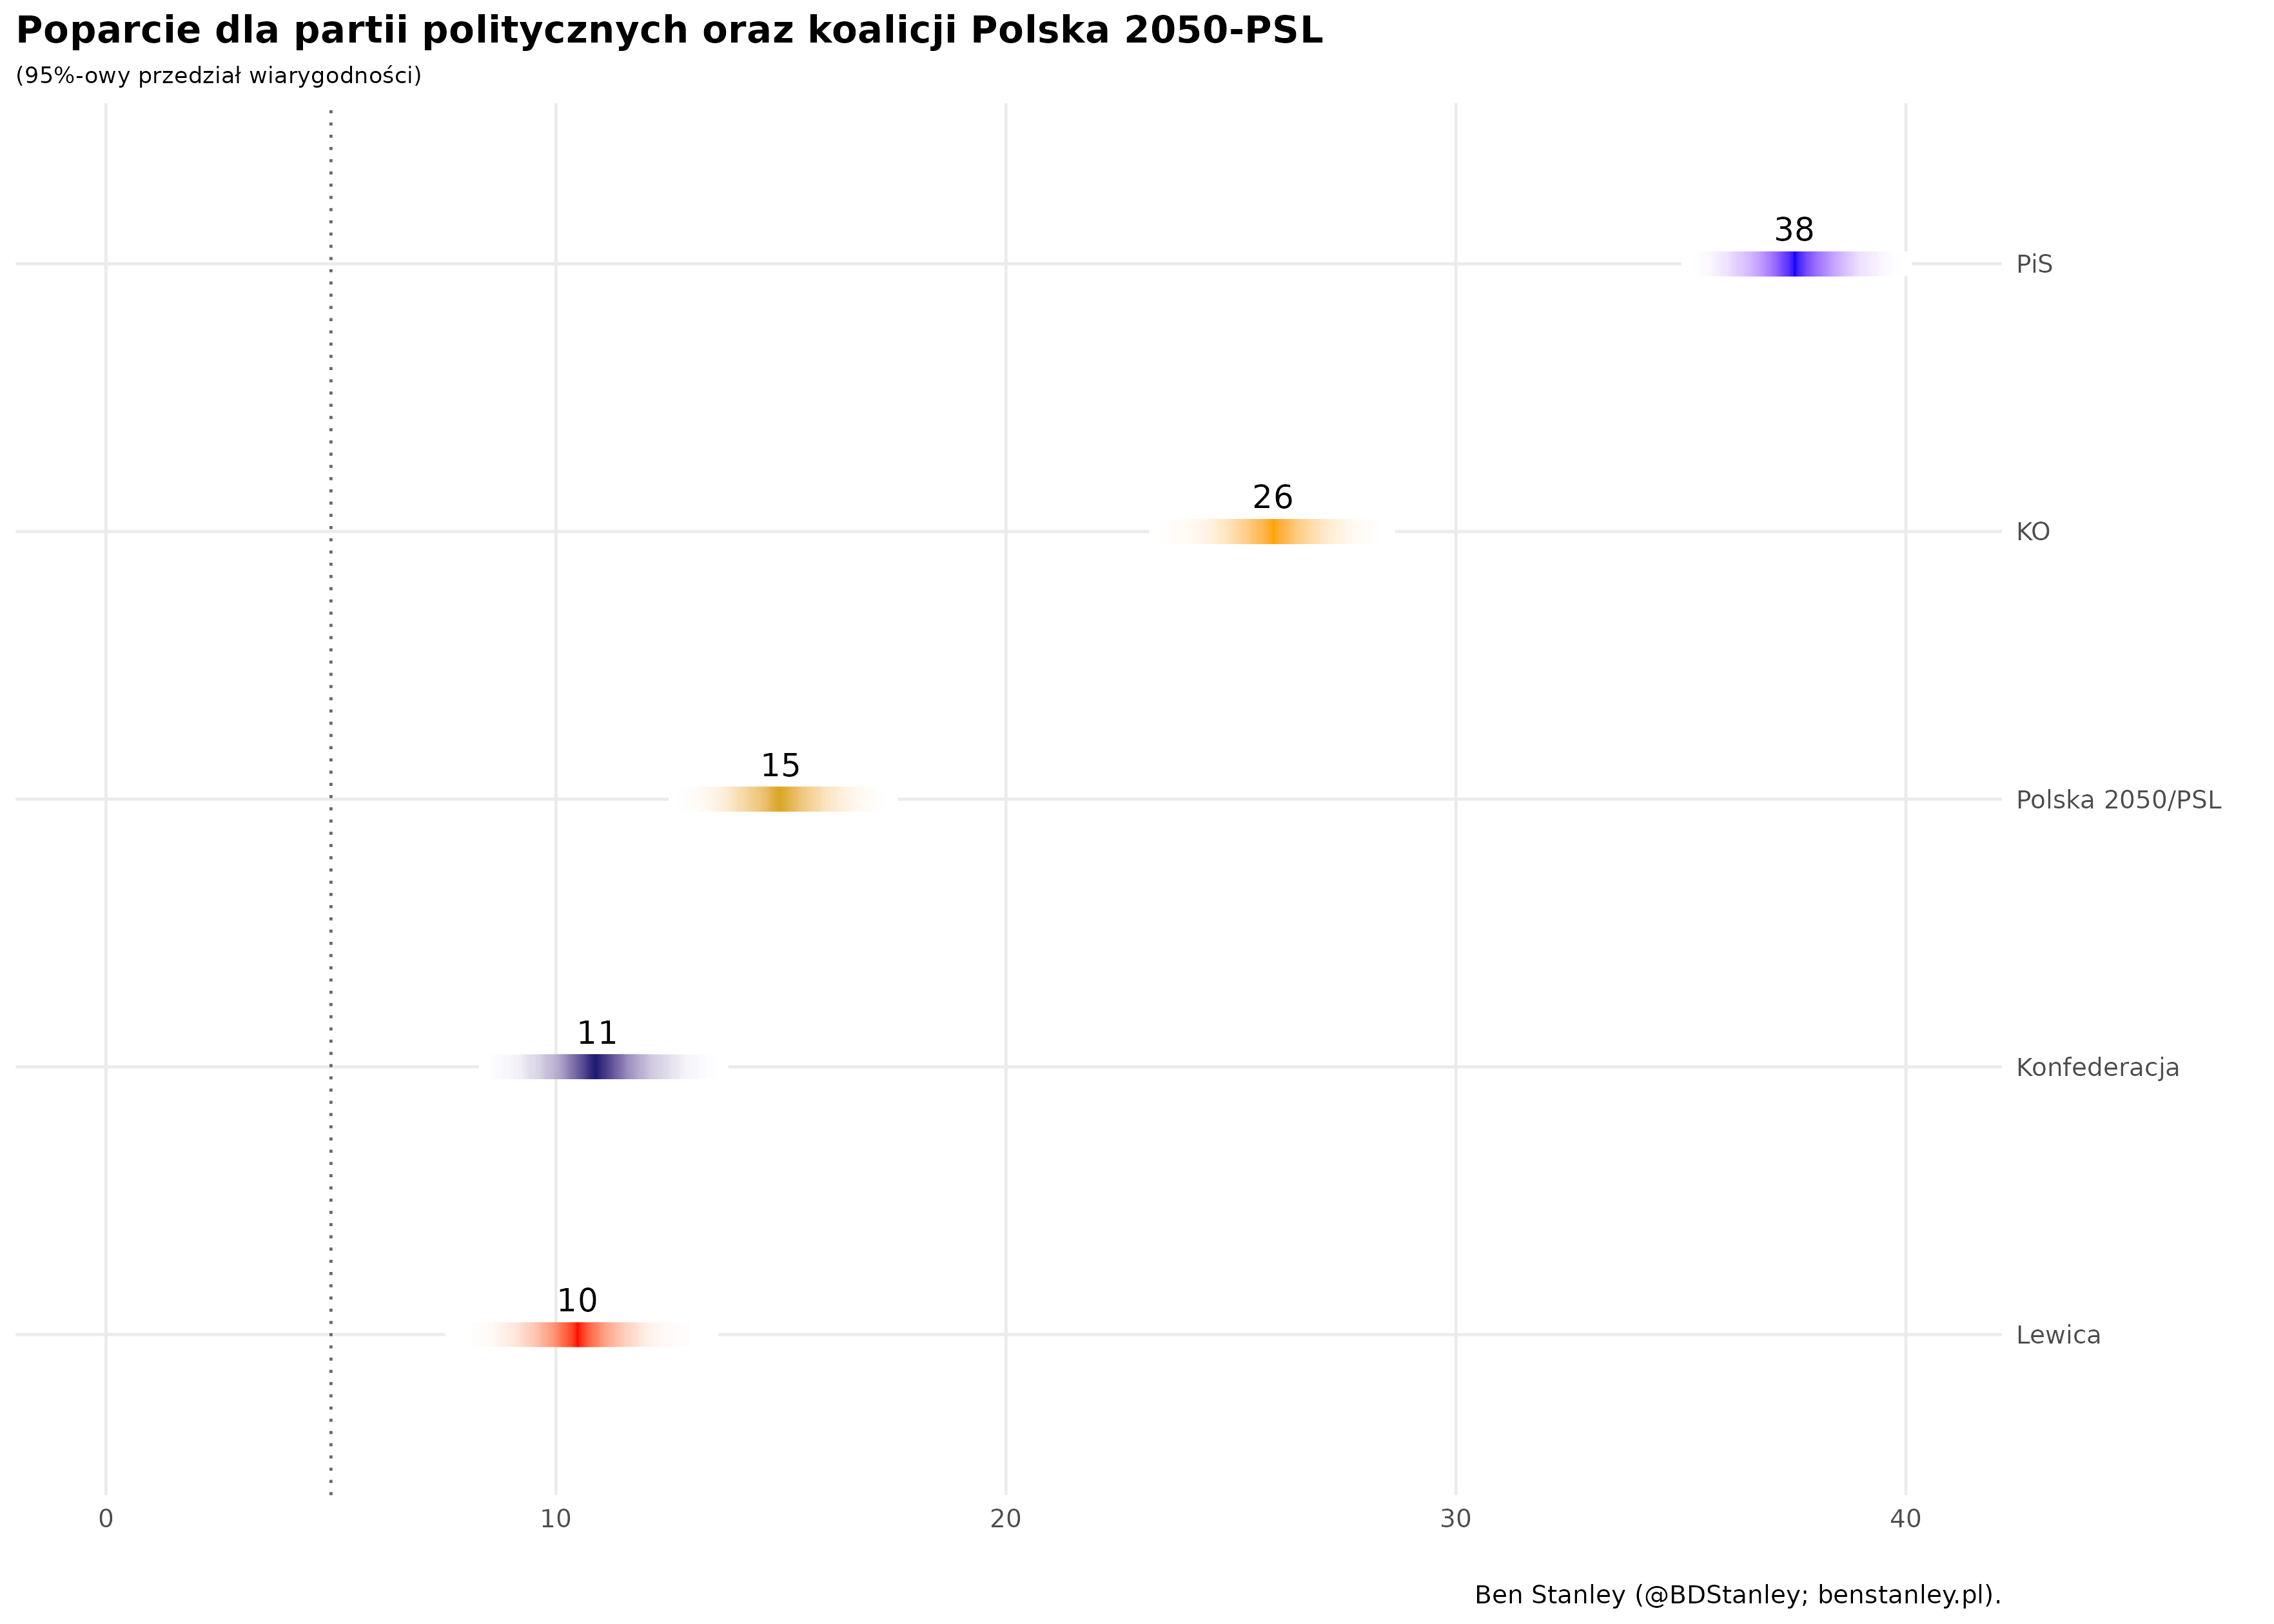 Poparcie dla partii politycznych oraz koalicji Polska 2050-PSL
(95%-owy przedział wiarygodności)
38
PiS
26
KO
15
Polska 2050/PSL
11
Konfederacja
10
Lewica
0 10 20 30 40
Ben Stanley (@BDStanley; benstanley.pl).